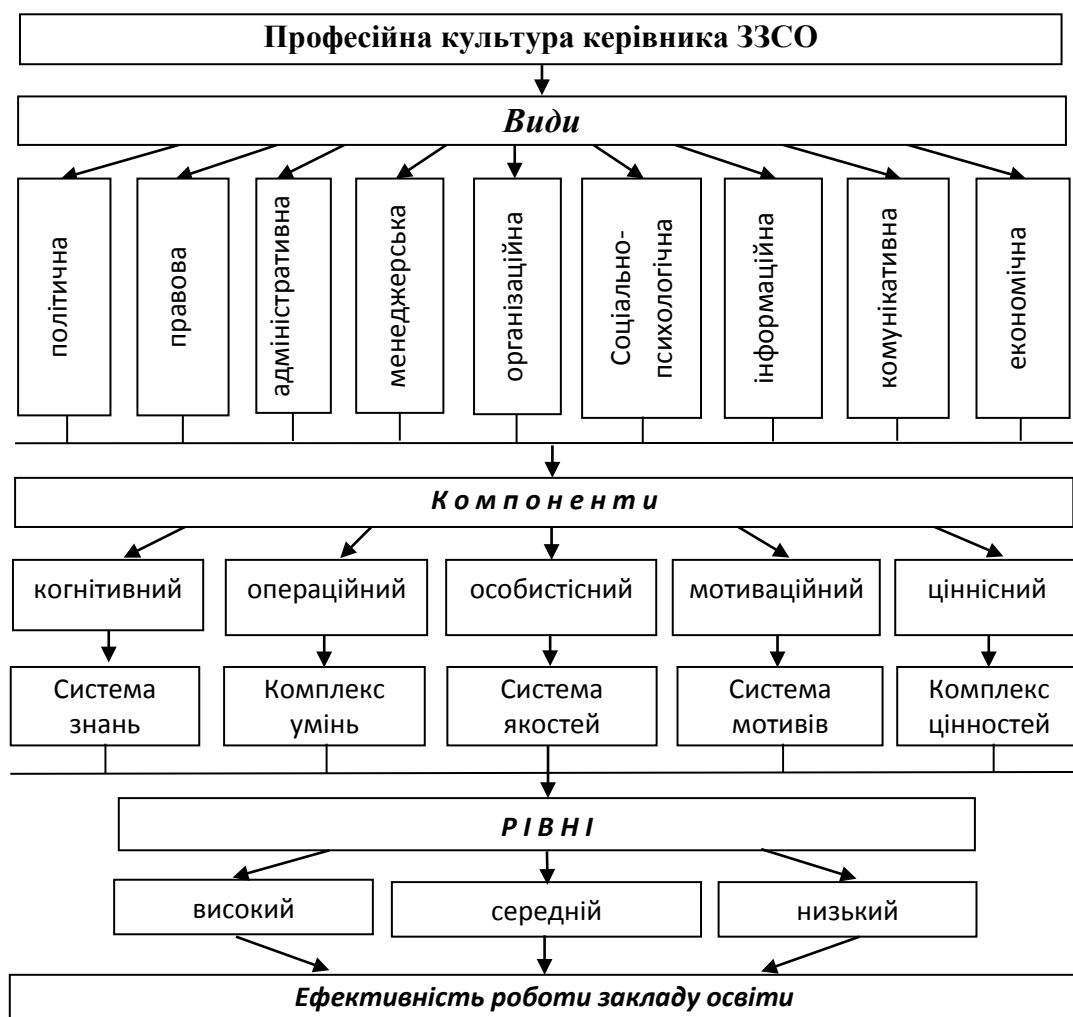 Професійна культура керівника ЗЗСО
Види
політична
правова
адміністративна
менеджерська
організаційна
Соціально-
психологічна
інформаційна
комунікативна
економічна
Компоненти
когнітивний
операційний
особистісний
мотиваційний
ціннісний
Система
знань
Комплекс
умінь
Система
якостей
Система
мотивів
Комплекс
цінностей
РІВНІ
високий
середній
низький
Ефективність роботи закладу освіти